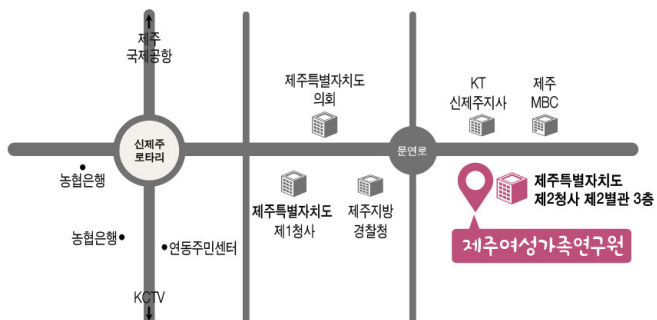 제주
국제공항
제주특별자치도
의회
KT
신제주지사
제주
MBC
신제주
로타리
문연로
농협은행
제주특별자치도
제1청사
제주지방
경찰청
제주특별자치도
제2청사 제2별관 3층
농협은행
연동주민센터
제주여성가족연구원
KCTV